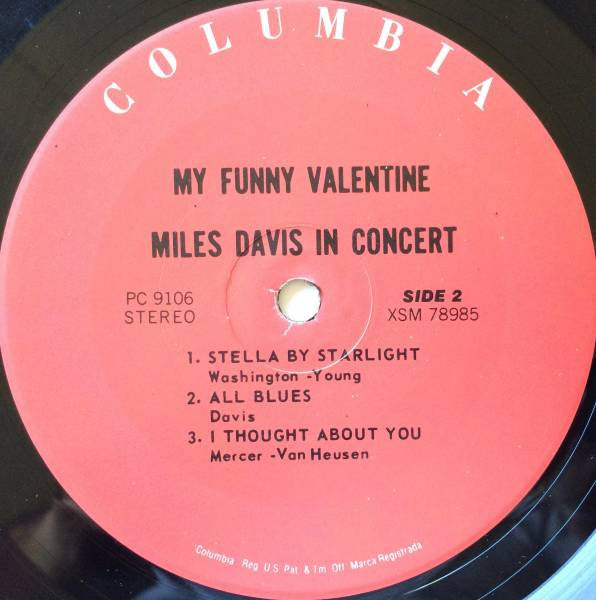 COLUMBIA
MY FUNNY VALENTINE
MILES DAVIS IN CONCERT
PC 9106
STEREO
SIDE 2
XSM 78985
1. STELLA BY STARLIGHT
Washington -Young
2. ALL BLUES
Davis
3. I THOUGHT ABOUT YOU
Mercer -Van Heusen
Columbia Reg U S Pat & Tm Off Marca Registrada